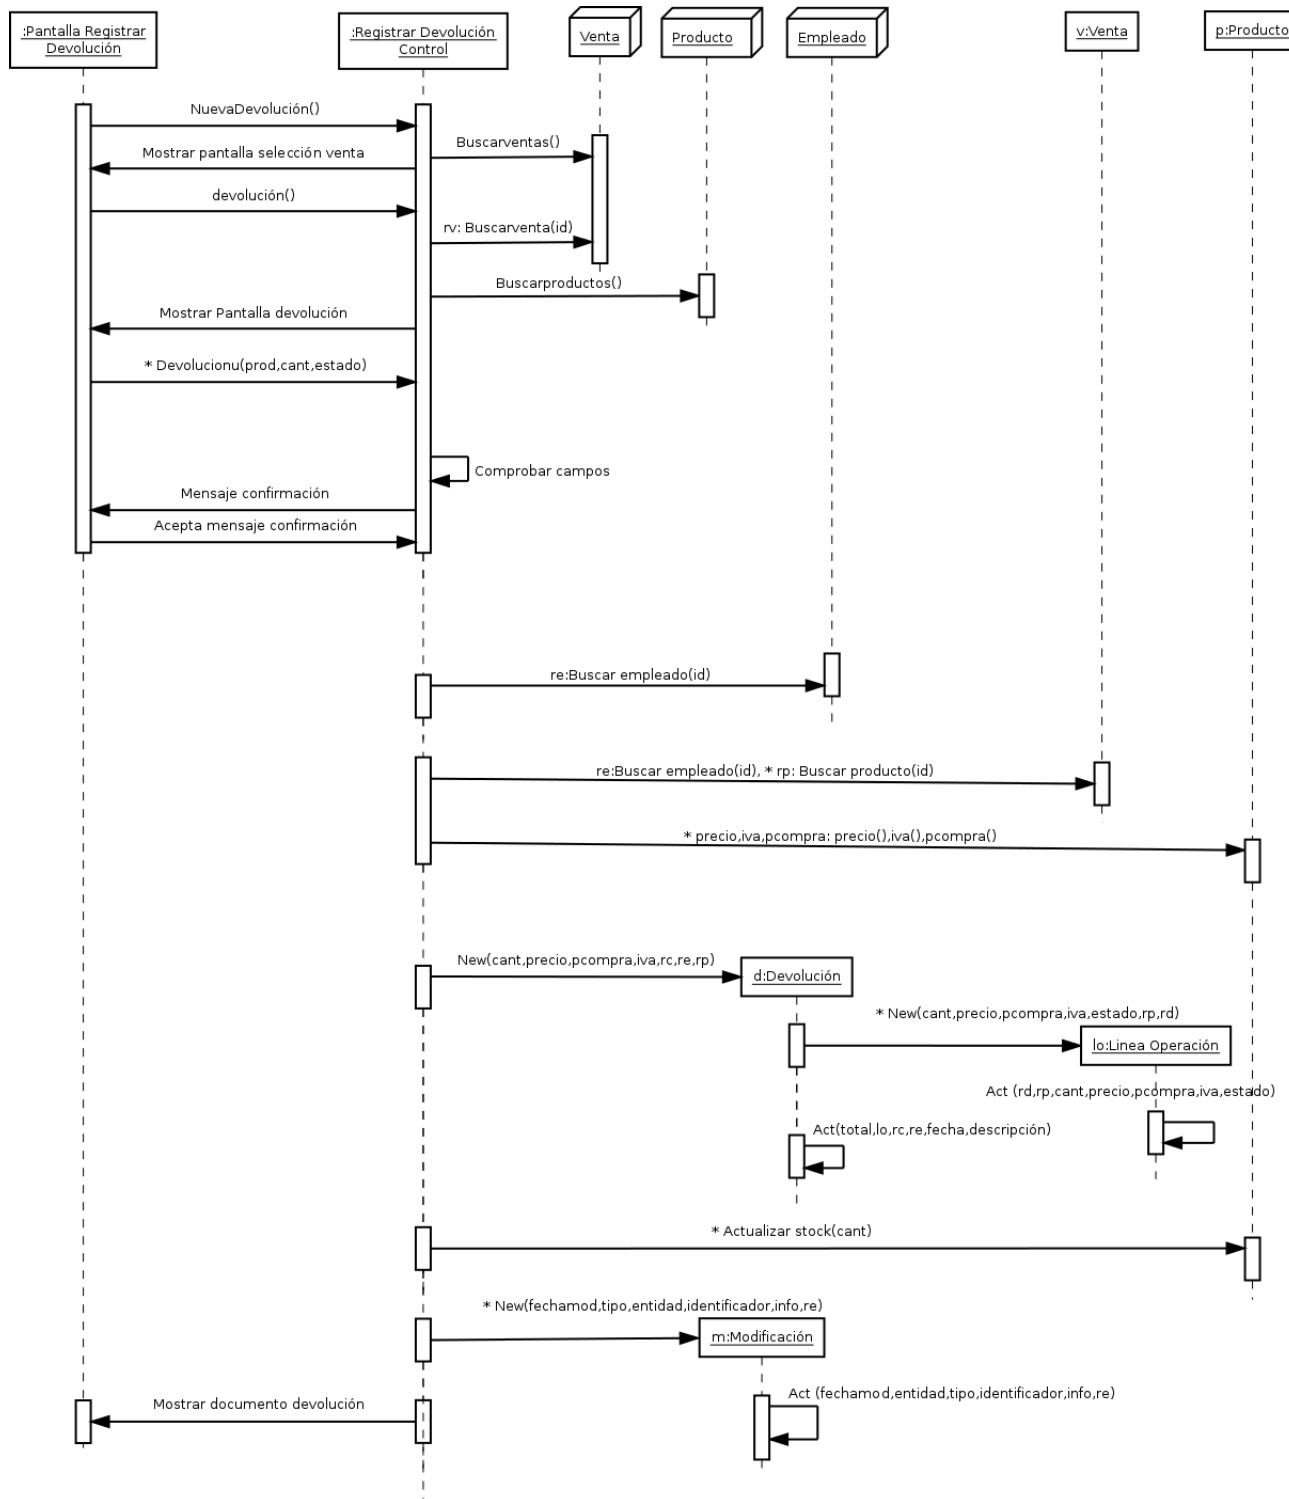 :Pantalla Registrar
Devolución
:Registrar Devolución
Control
Venta
Producto
Empleado
v:Venta
p:Producto
NuevaDevolución()
Buscarventas()
Mostrar pantalla selección venta
devolución()
rv: Buscarventa(id)
Buscarproductos()
Mostrar Pantalla devolución
* Devolucionu(prod,cant,estado)
Comprobar campos
Mensaje confirmación
Acepta mensaje confirmación
re:Buscar empleado(id)
re:Buscar empleado(id), * rp: Buscar producto(id)
* precio,iva,pcompra: precio(),iva(),pcompra()
New(cant,precio,pcompra,iva,rc,re,rp)
d:Devolución
* New(cant,precio,pcompra,iva,estado,rp,rd)
lo:Linea Operación
Act (rd,rp,cant,precio,pcompra,iva,estado)
Act(total,lo,rc,re,fecha,descripción)
* Actualizar stock(cant)
* New(fechamod,tipo,entidad,identificador,info,re)
m:Modificación
Act (fechamod,entidad,tipo,identificador,info,re)
Mostrar documento devolución